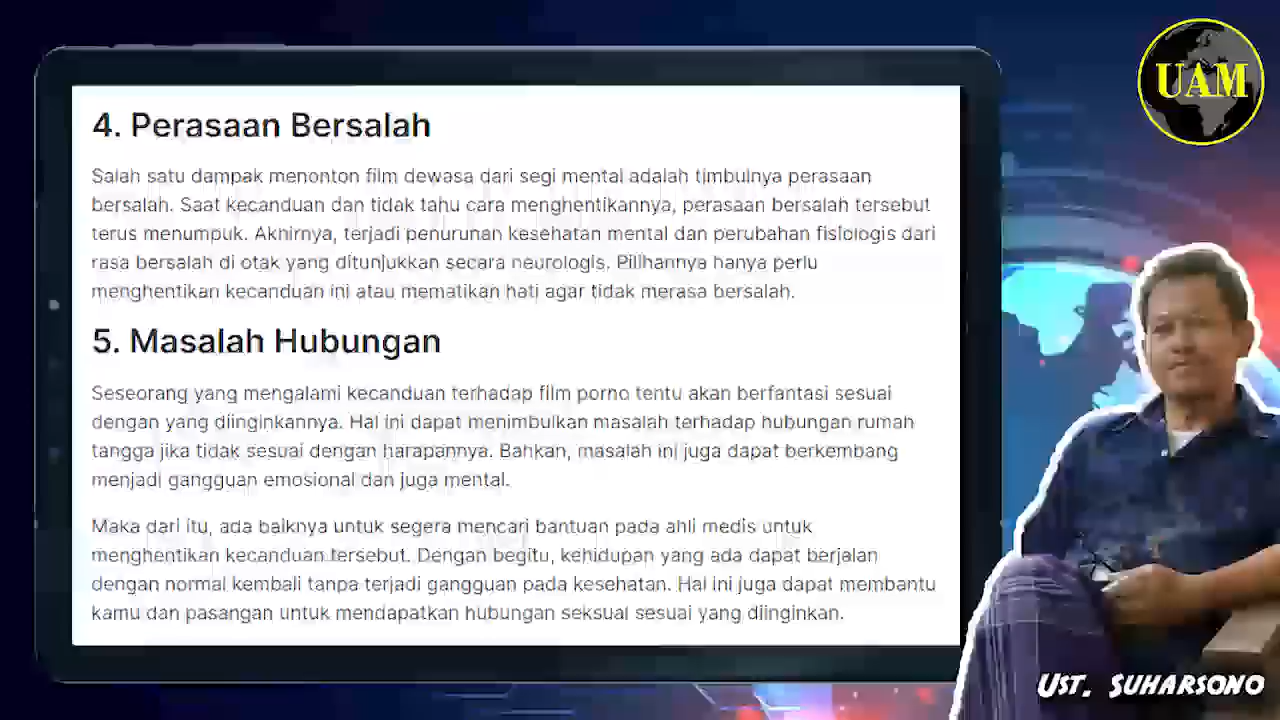 UAM
4. Perasaan Bersalah
Salah satu dampak menonton film dewasa dari segi mental adalah timbulnya perasaan
bersalah. Saat kecanduan dan tidak tahu cara menghentikannya, perasaan bersalah tersebut
terus menumpuk. Akhirnya, terjadi penurunan kesehatan mental dan perubahan fisiologis dari
rasa bersalah di otak yang ditunjukkan secara neurologis. Pilihannya hanya perlu
menghentikan kecanduan ini atau mematikan hati agar tidak merasa bersalah.
5. Masalah Hubungan
Seseorang yang mengalami kecanduan terhadap film porno tentu akan berfantasi sesuai
dengan yang diinginkannya. Hal ini dapat menimbulkan masalah terhadap hubungan rumah
tangga jika tidak sesuai dengan harapannya. Bahkan, masalah ini juga dapat berkembang
menjadi gangguan emosional dan juga mental.
Maka dari itu, ada baiknya untuk segera mencari bantuan pada ahli medis untuk
menghentikan kecanduan tersebut. Dengan begitu, kehidupan yang ada dapat berjalan
dengan normal kembali tanpa terjadi gangguan pada kesehatan. Hal ini juga dapat membantu
kamu dan pasangan untuk mendapatkan hubungan seksual sesuai yang diinginkan.
UST. SUHARSONO